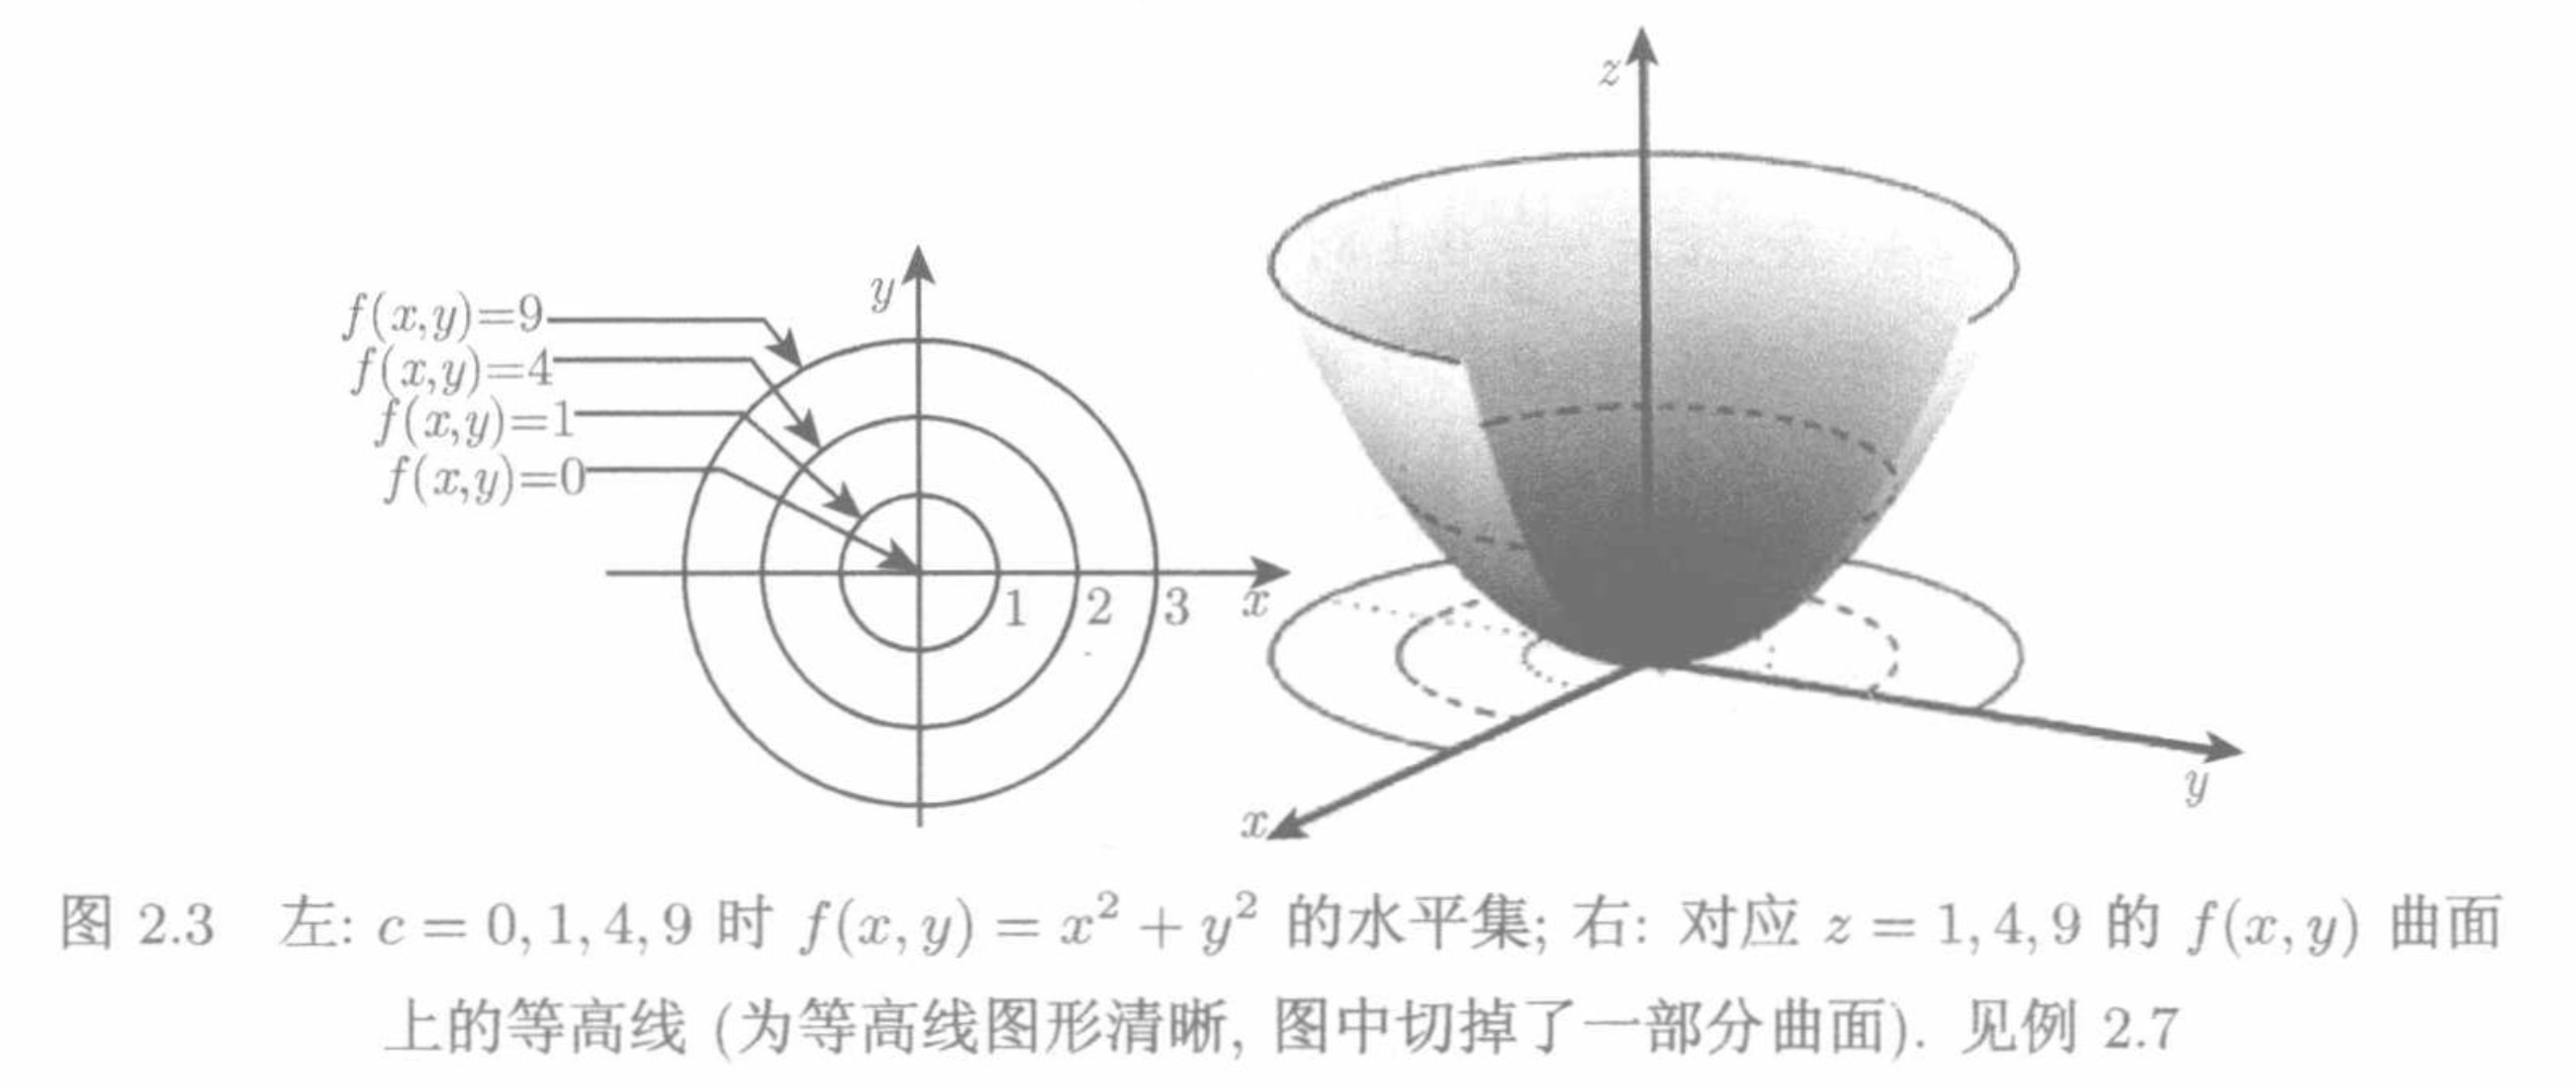 f(x,y)=9
f(x,y)=4
f(x,y)=1
f(x,y)=0
y
x
1
2
3
z
x
y
图 2.3 左: c = 0, 1, 4, 9 时 f(x, y) = x² + y² 的水平集; 右: 对应 z = 1, 4, 9 的 f(x, y) 曲面
上的等高线 (为等高线图形清晰, 图中切掉了一部分曲面). 见例 2.7